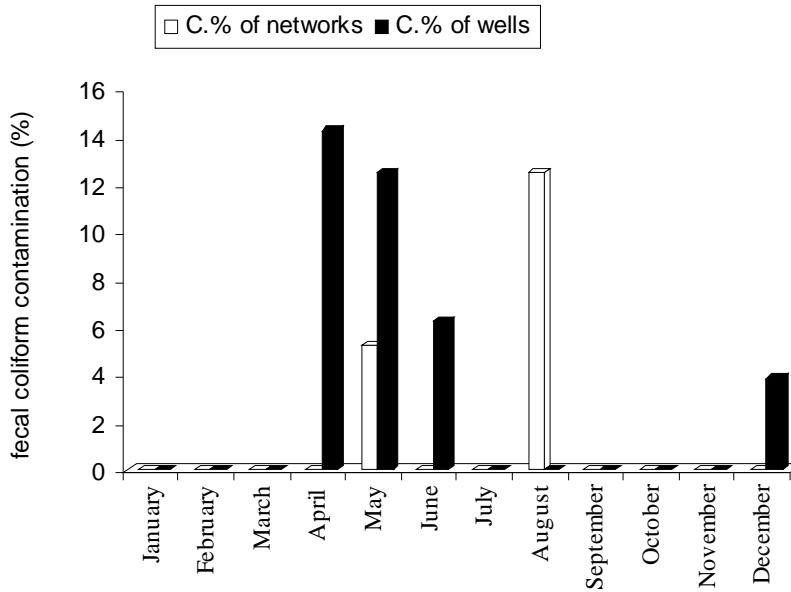 C.% of networks C.% of wells
fecal coliform contamination (%)
16
14
12
10
8
6
4
2
0
January
February
March
April
May
June
July
August
September
October
November
December